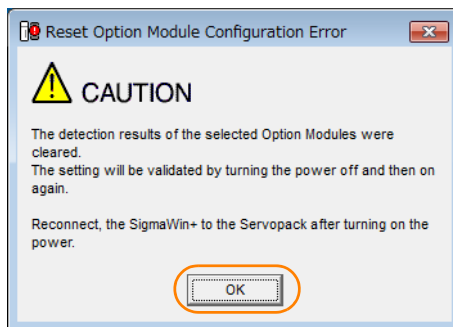 Reset Option Module Configuration Error
CAUTION
The detection results of the selected Option Modules were
cleared.
The setting will be validated by turning the power off and then on
again.
Reconnect, the SigmaWin+ to the Servopack after turning on the
power.
OK